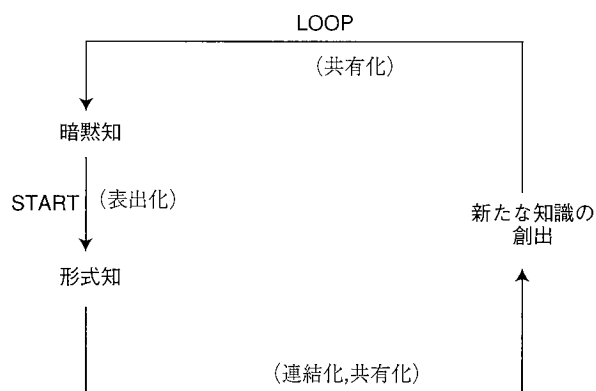 LOOP
（共有化）
暗黙知
START
（表出化）
新たな知識の
創出
形式知
（連結化,共有化）